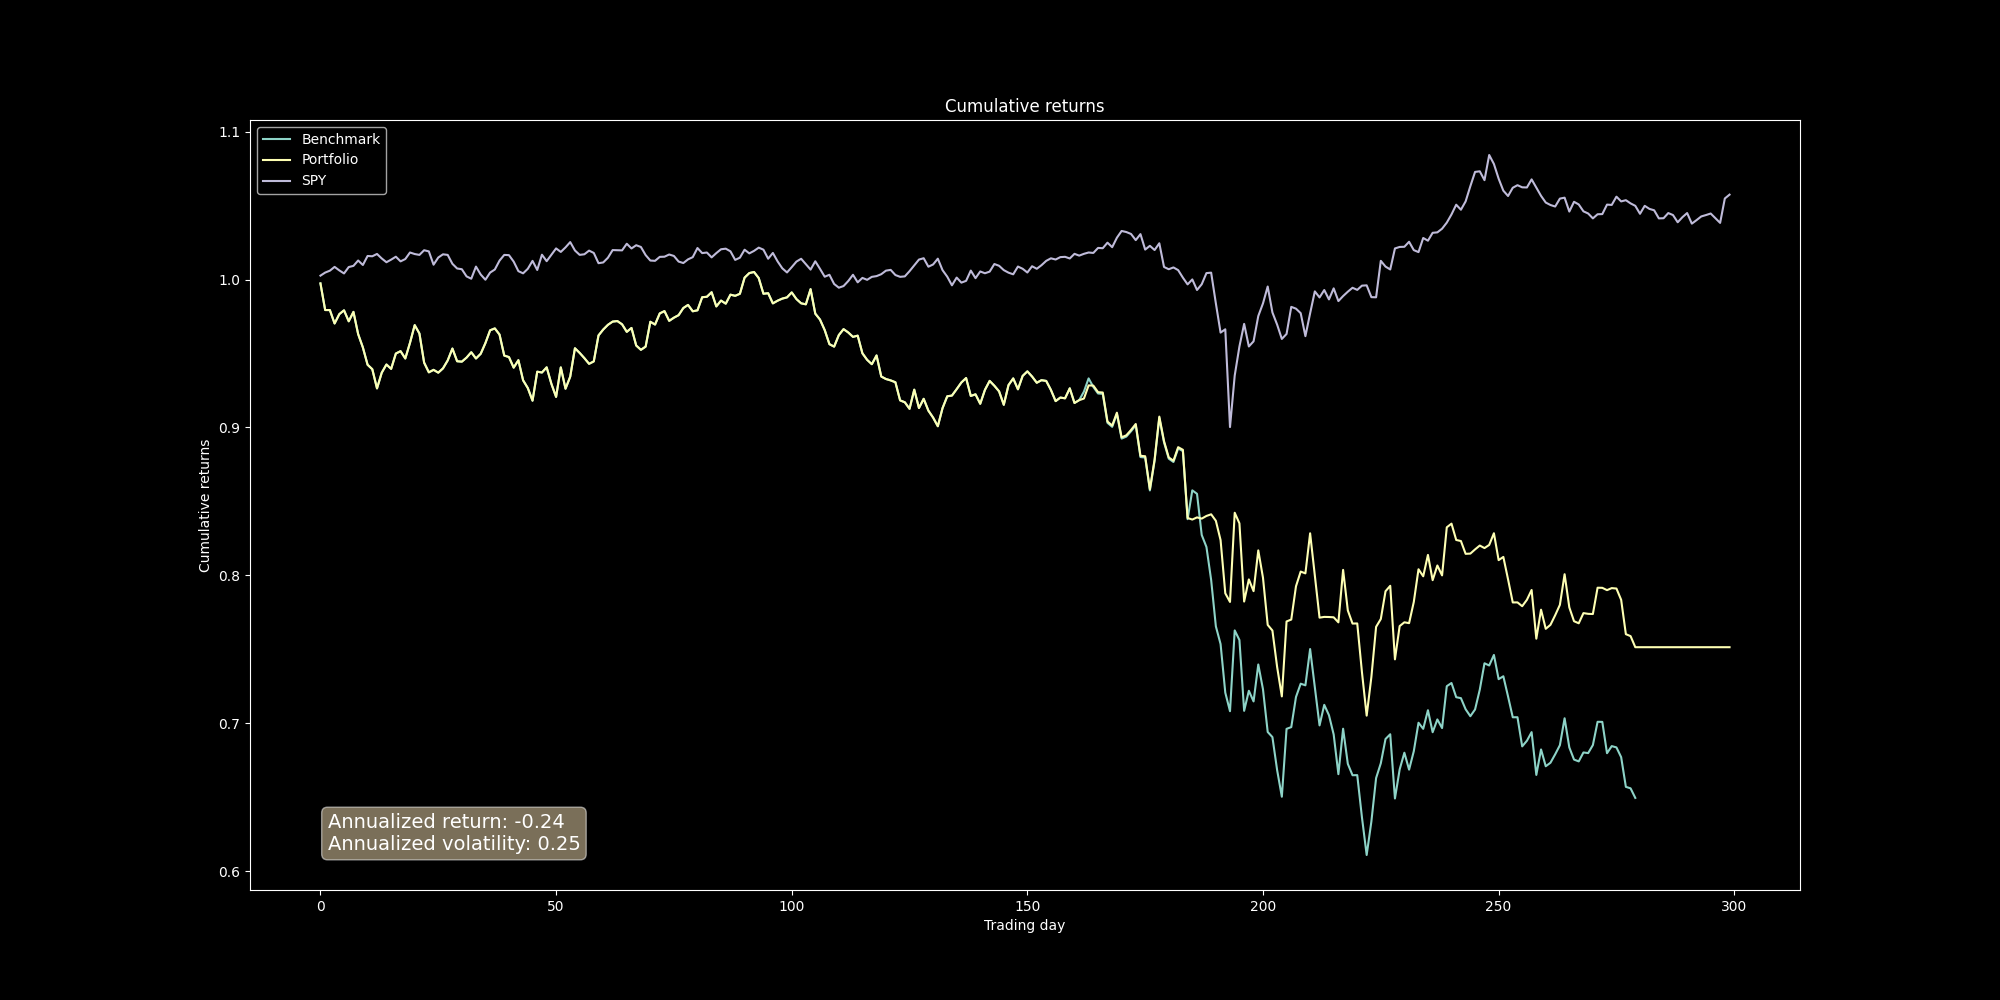 Cumulative returns
Benchmark
Portfolio
SPY
1.1
1.0
0.9
0.8
0.7
0.6
Cumulative returns
Annualized return: -0.24
Annualized volatility: 0.25
0 50 100 150 200 250 300
Trading day